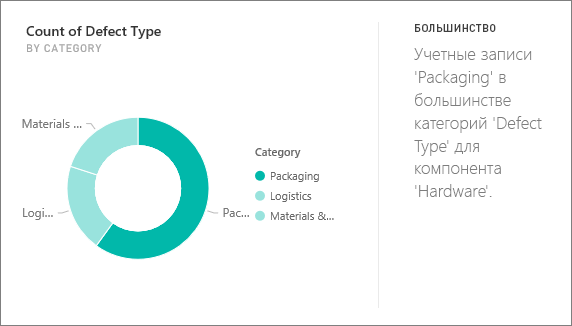 Count of Defect Type
BY CATEGORY
Materials ...
Logi...
Pac...
Category
Packaging
Logistics
Materials &...
БОЛЬШИНСТВО
Учетные записи
'Packaging' в
большинстве
категорий 'Defect
Type' для
компонента
'Hardware'.